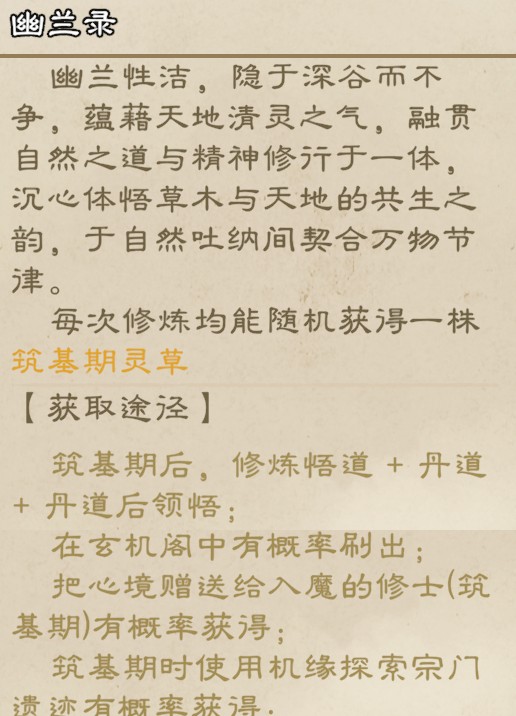 幽兰录
幽兰性洁，隐于深谷而不
争，蕴藉天地清灵之气，融贯
自然之道与精神修行于一体，
沉心体悟草木与天地的共生之
韵，于自然吐纳间契合万物节
律。
每次修炼均能随机获得一株
筑基期灵草
【获取途径】
筑基期后，修炼悟道 + 丹道
+ 丹道后领悟；
在玄机阁中有概率刷出；
把心境赠送给入魔的修士(筑
基期)有概率获得；
筑基期时使用机缘探索宗门
遗迹有概率获得；